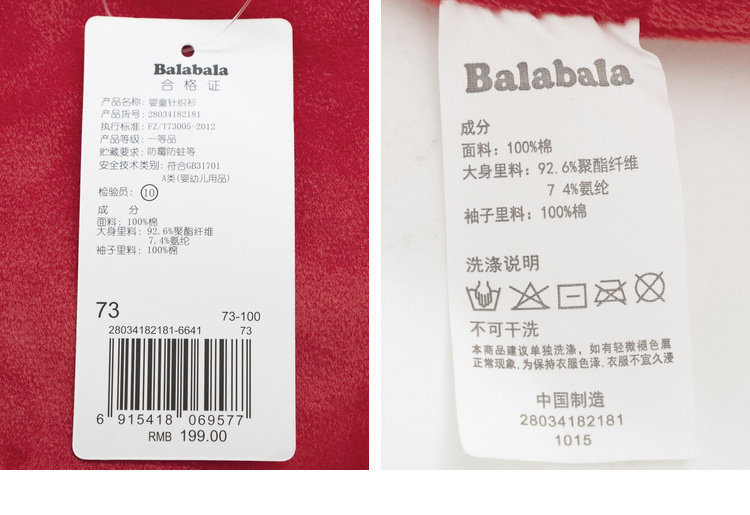 Balabala
合格证
产品名称: 婴童针织衫
产品货号: 28034182181
执行标准: FZ/T73005-2012
产品等级: 一等品
贮藏要求: 防霉防蛀等
安全技术类别: 符合GB31701
A类(婴幼儿用品)
检验员: 10
成 分
面料: 100%棉
大身里料: 92.6%聚酯纤维
7.4%氨纶
袖子里料: 100%棉
73
73-100
28034182181-6641 73
6 915418 069577
RMB 199.00
Balabala
成分
面料: 100%棉
大身里料: 92.6%聚酯纤维
7 4%氨纶
袖子里料: 100%棉
洗涤说明
不可干洗
本商品建议单独洗涤, 如有轻微褪色属
正常现象, 为保持衣服色泽, 衣服不宜久浸
中国制造
28034182181
1015